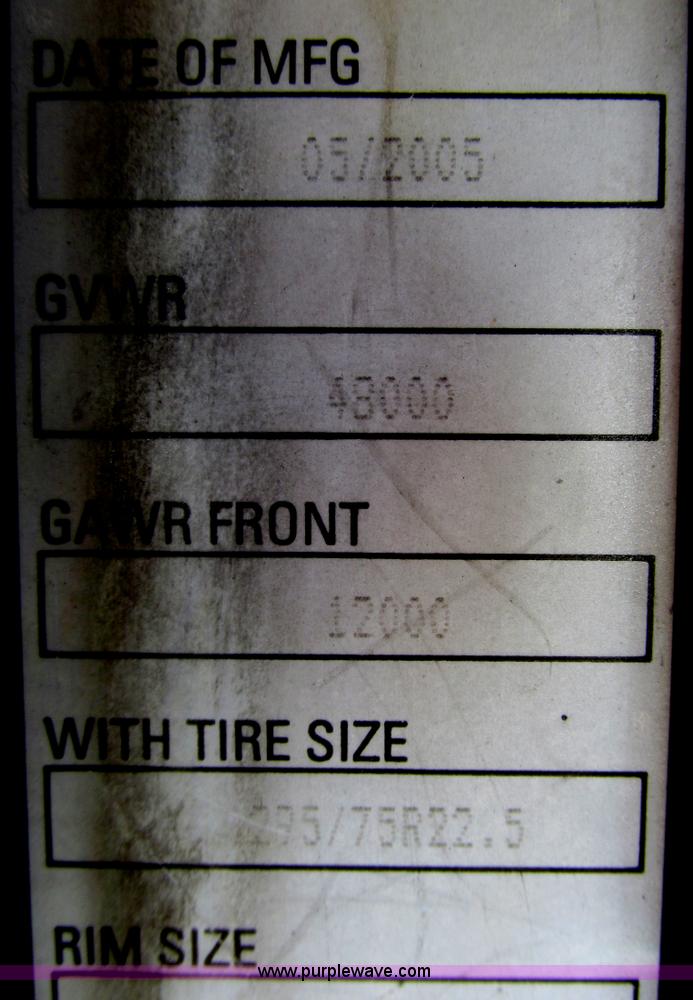 DATE OF MFG
05/2005
GVWR
48000
GAWR FRONT
12000
WITH TIRE SIZE
295/75R22.5
RIM SIZE
www.purplewave.com